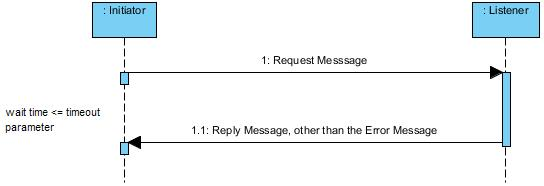 : Initiator
: Listener
1: Request Messsage
wait time <= timeout
parameter
1.1: Reply Message, other than the Error Message